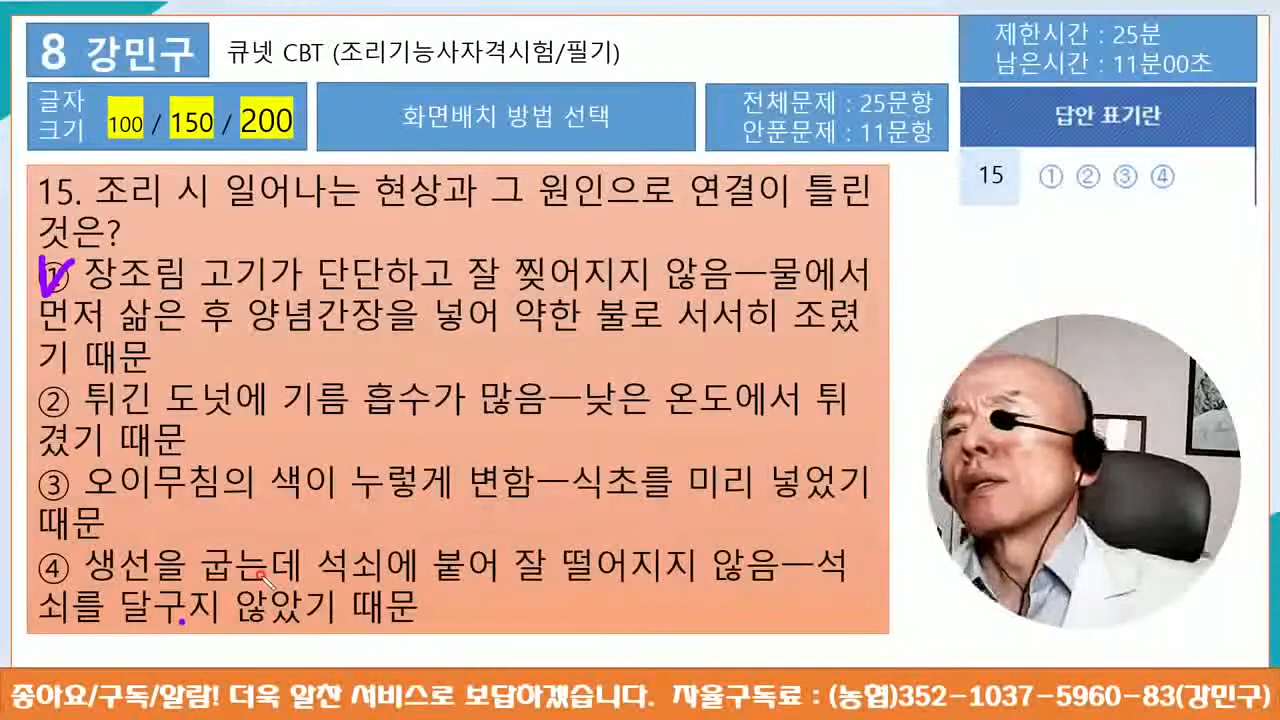 8 강민구
큐넷 CBT (조리기능사자격시험/필기)
제한시간 : 25분
남은시간 : 11분00초
글자
크기
100 / 150 / 200
화면배치 방법 선택
전체문제 : 25문항
안푼문제 : 11문항
답안 표기란
15 ① ② ③ ④
15. 조리 시 일어나는 현상과 그 원인으로 연결이 틀린
것은?
① 장조림 고기가 단단하고 잘 찢어지지 않음—물에서
먼저 삶은 후 양념간장을 넣어 약한 불로 서서히 조렸
기 때문
② 튀긴 도넛에 기름 흡수가 많음—낮은 온도에서 튀
겼기 때문
③ 오이무침의 색이 누렇게 변함—식초를 미리 넣었기
때문
④ 생선을 굽는데 석쇠에 붙어 잘 떨어지지 않음—석
쇠를 달구지 않았기 때문
종아요/구독/알람! 더욱 알찬 서비스로 보답하겠습니다. 자율구독료 : (농협)352-1037-5960-83(강민구)